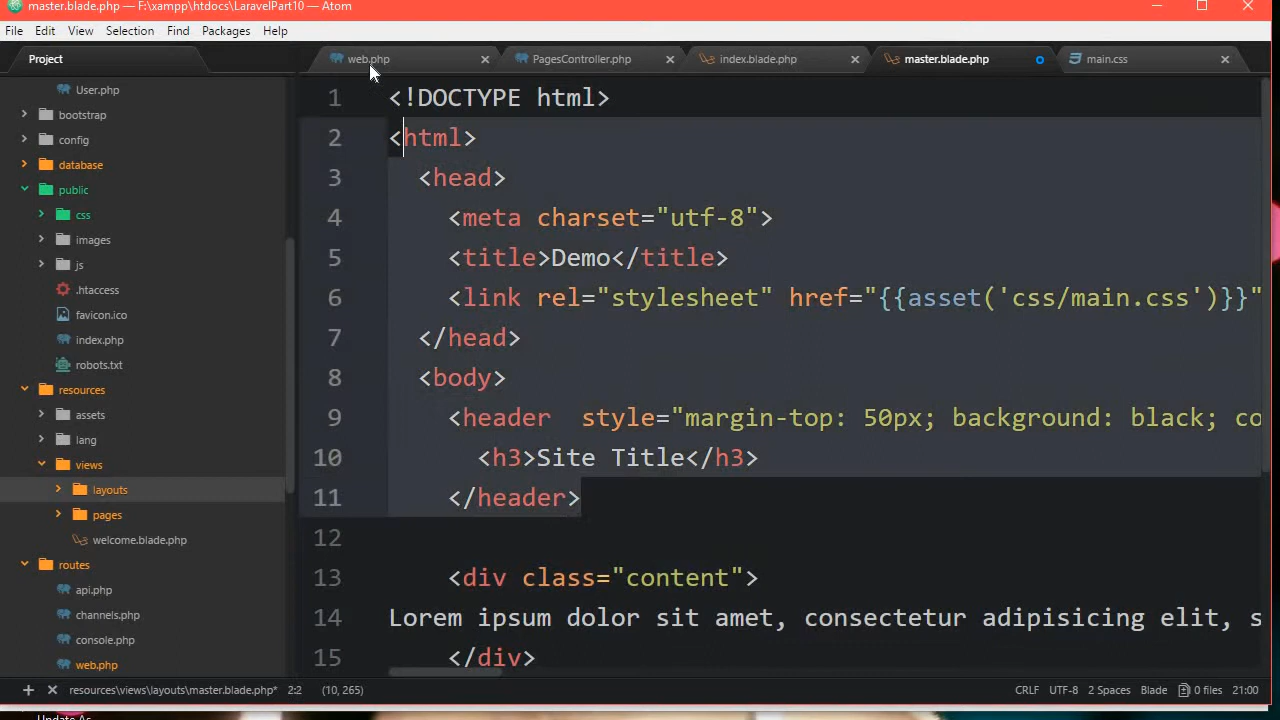 master.blade.php — F:\xampp\htdocs\LaravelPart10 — Atom
File Edit View Selection Find Packages Help
Project
web.php
PagesController.php
index.blade.php
master.blade.php
main.css
User.php
bootstrap
config
database
public
css
images
js
.htaccess
favicon.ico
index.php
robots.txt
resources
assets
lang
views
layouts
pages
welcome.blade.php
routes
api.php
channels.php
console.php
web.php
1 <!DOCTYPE html>
2 <html>
3 <head>
4 <meta charset="utf-8">
5 <title>Demo</title>
6 <link rel="stylesheet" href="{{asset('css/main.css')}}"
7 </head>
8 <body>
9 <header  style="margin-top: 50px; background: black; co
10 <h3>Site Title</h3>
11 </header>
12
13 <div class="content">
14 Lorem ipsum dolor sit amet, consectetur adipisicing elit, s
15 </div>
resources\views\layouts\master.blade.php* 2:2 (10, 265) CRLF UTF-8 2 Spaces Blade 0 files 21:00
Update As